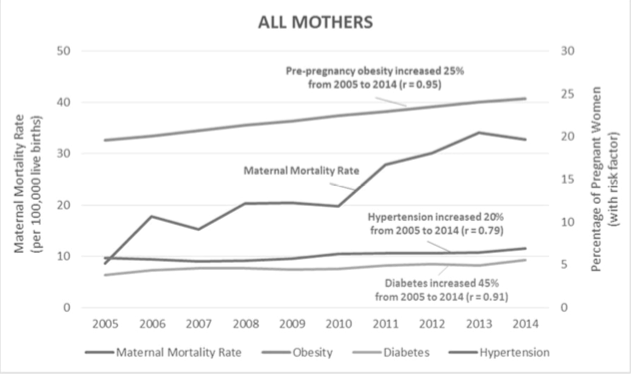 ALL MOTHERS
Maternal Mortality Rate
(per 100,000 live births)
50
40
30
20
10
0
Pre-pregnancy obesity increased 25%
from 2005 to 2014 (r = 0.95)
Maternal Mortality Rate
Hypertension increased 20%
from 2005 to 2014 (r = 0.79)
Diabetes increased 45%
from 2005 to 2014 (r = 0.91)
30
25
20
15
10
5
0
Percentage of Pregnant Women
(with risk factor)
2005 2006 2007 2008 2009 2010 2011 2012 2013 2014
Maternal Mortality Rate Obesity Diabetes Hypertension